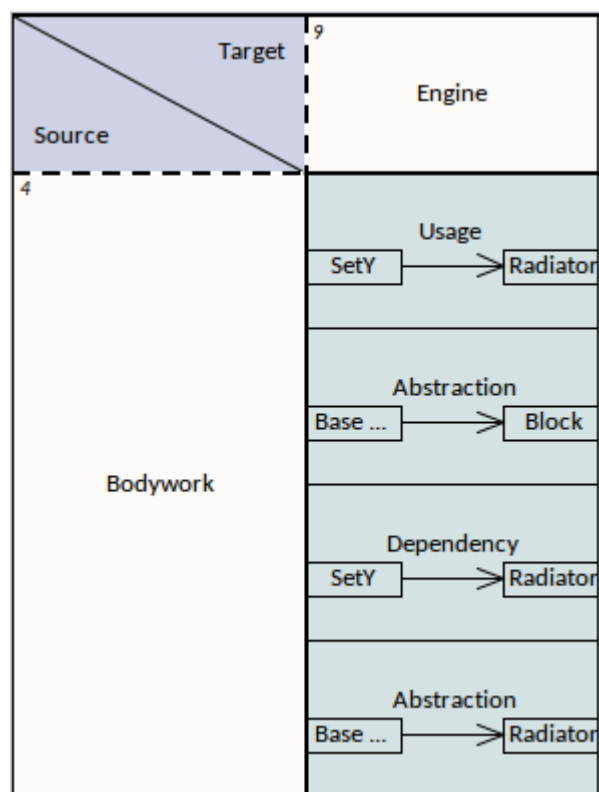 Target
Source
9
Engine
4
Bodywork
Usage
SetY Radiator
Abstraction
Base ... Block
Dependency
SetY Radiator
Abstraction
Base ... Radiator